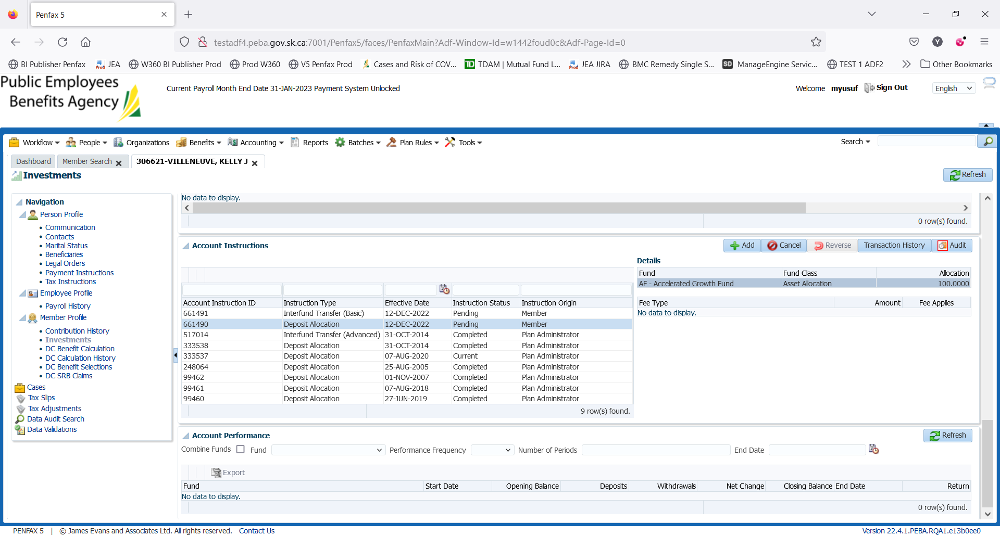 Penfax 5
testadf4.peba.gov.sk.ca:7001/Penfax5/faces/PenfaxMain?Adf-Window-Id=w1442foud0c&Adf-Page-Id=0
Y
BI Publisher Penfax JEA W360 BI Publisher Prod Prod W360 V5 Penfax Prod Cases and Risk of COV... TD TDAM | Mutual Fund L... JEA JIRA BMC Remedy Single S... SD ManageEngine Servic... TEST 1 ADF2 Other Bookmarks
Public Employees
Benefits Agency
Current Payroll Month End Date 31-JAN-2023 Payment System Unlocked
Welcome myusuf Sign Out English
Workflow People Organizations Benefits Accounting Reports Batches Plan Rules Tools Search
Dashboard Member Search 306621-VILLENEUVE, KELLY J
Investments Refresh
Navigation
Person Profile
Communication
Contacts
Marital Status
Beneficiaries
Legal Orders
Payment Instructions
Tax Instructions
Employee Profile
Payroll History
Member Profile
Contribution History
Investments
DC Benefit Calculation
DC Calculation History
DC Benefit Selections
DC SRB Claims
Cases
Tax Slips
Tax Adjustments
Data Audit Search
Data Validations
No data to display.
0 row(s) found.
Account Instructions Add Cancel Reverse Transaction History Audit
Account Instruction ID Instruction Type Effective Date Instruction Status Instruction Origin
661491 Interfund Transfer (Basic) 12-DEC-2022 Pending Member
661490 Deposit Allocation 12-DEC-2022 Pending Member
517014 Interfund Transfer (Advanced) 31-OCT-2014 Completed Plan Administrator
333538 Deposit Allocation 31-OCT-2014 Completed Plan Administrator
333537 Deposit Allocation 07-AUG-2020 Current Plan Administrator
248064 Deposit Allocation 25-AUG-2005 Completed Plan Administrator
99462 Deposit Allocation 01-NOV-2007 Completed Plan Administrator
99461 Deposit Allocation 07-AUG-2018 Completed Plan Administrator
99460 Deposit Allocation 27-JUN-2019 Completed Plan Administrator
9 row(s) found.
Details
Fund Fund Class Allocation
AF - Accelerated Growth Fund Asset Allocation 100.0000
Fee Type Amount Fee Applies
No data to display.
Account Performance Refresh
Combine Funds Fund Performance Frequency Number of Periods End Date
Export
Fund Start Date Opening Balance Deposits Withdrawals Net Change Closing Balance End Date Return
No data to display.
0 row(s) found.
PENFAX 5 | © James Evans and Associates Ltd. All rights reserved. Contact Us
Version 22.4.1.PEBA.RQA1.e13b0ee0